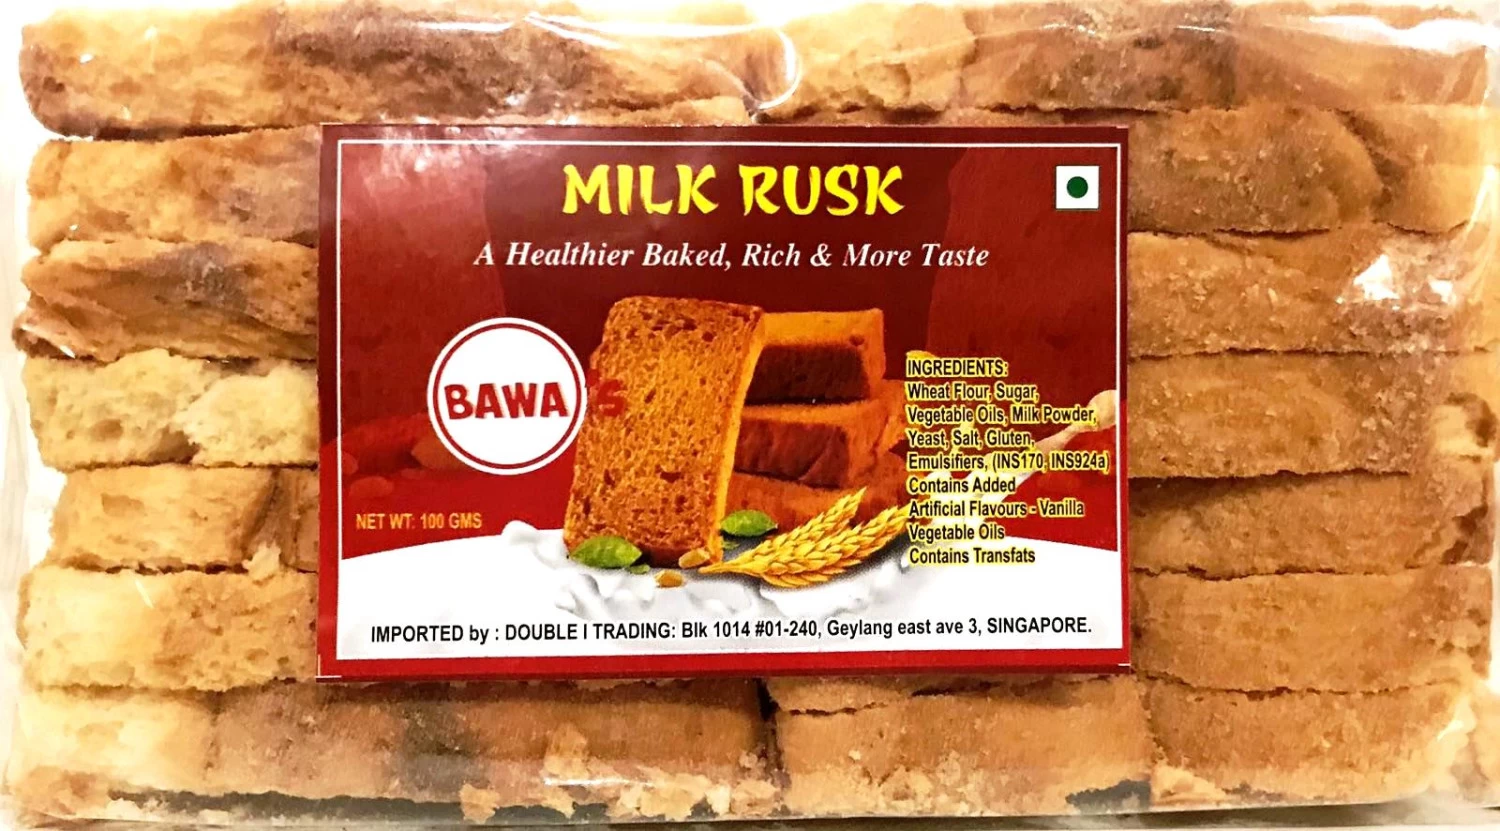 MILK RUSK
A Healthier Baked, Rich & More Taste
BAWA's
INGREDIENTS:
Wheat Flour, Sugar,
Vegetable Oils, Milk Powder,
Yeast, Salt, Gluten,
Emulsifiers, (INS170, INS924a)
Contains Added
Artificial Flavours - Vanilla
Vegetable Oils
Contains Transfats
NET WT: 100 GMS
IMPORTED by : DOUBLE I TRADING: Blk 1014 #01-240, Geylang east ave 3, SINGAPORE.